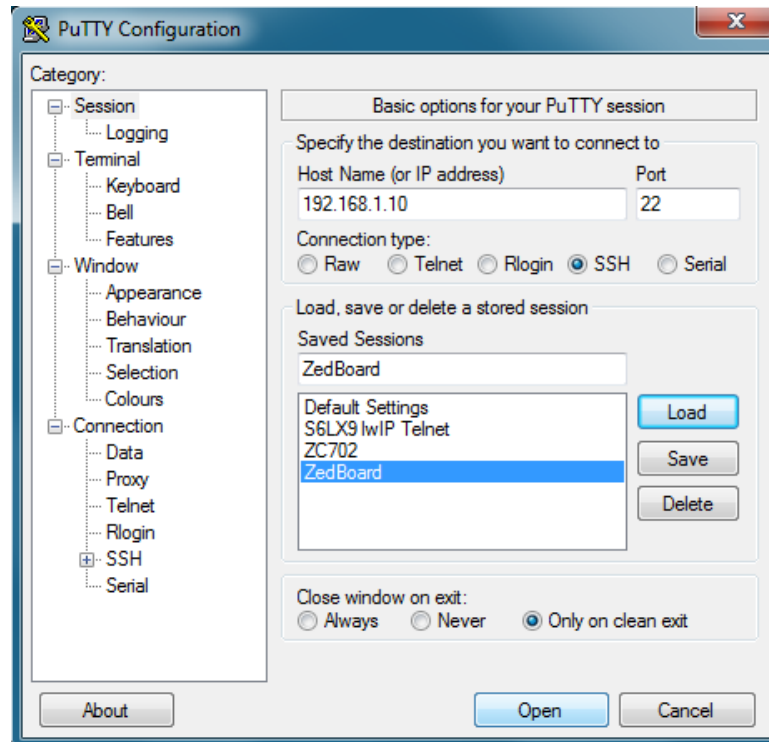 PuTTY Configuration
Category:
Session
Logging
Terminal
Keyboard
Bell
Features
Window
Appearance
Behaviour
Translation
Selection
Colours
Connection
Data
Proxy
Telnet
Rlogin
SSH
Serial
Basic options for your PuTTY session
Specify the destination you want to connect to
Host Name (or IP address) Port
192.168.1.10 22
Connection type:
Raw Telnet Rlogin SSH Serial
Load, save or delete a stored session
Saved Sessions
ZedBoard
Default Settings
S6LX9 lwIP Telnet
ZC702
ZedBoard
Load
Save
Delete
Close window on exit:
Always Never Only on clean exit
About Open Cancel